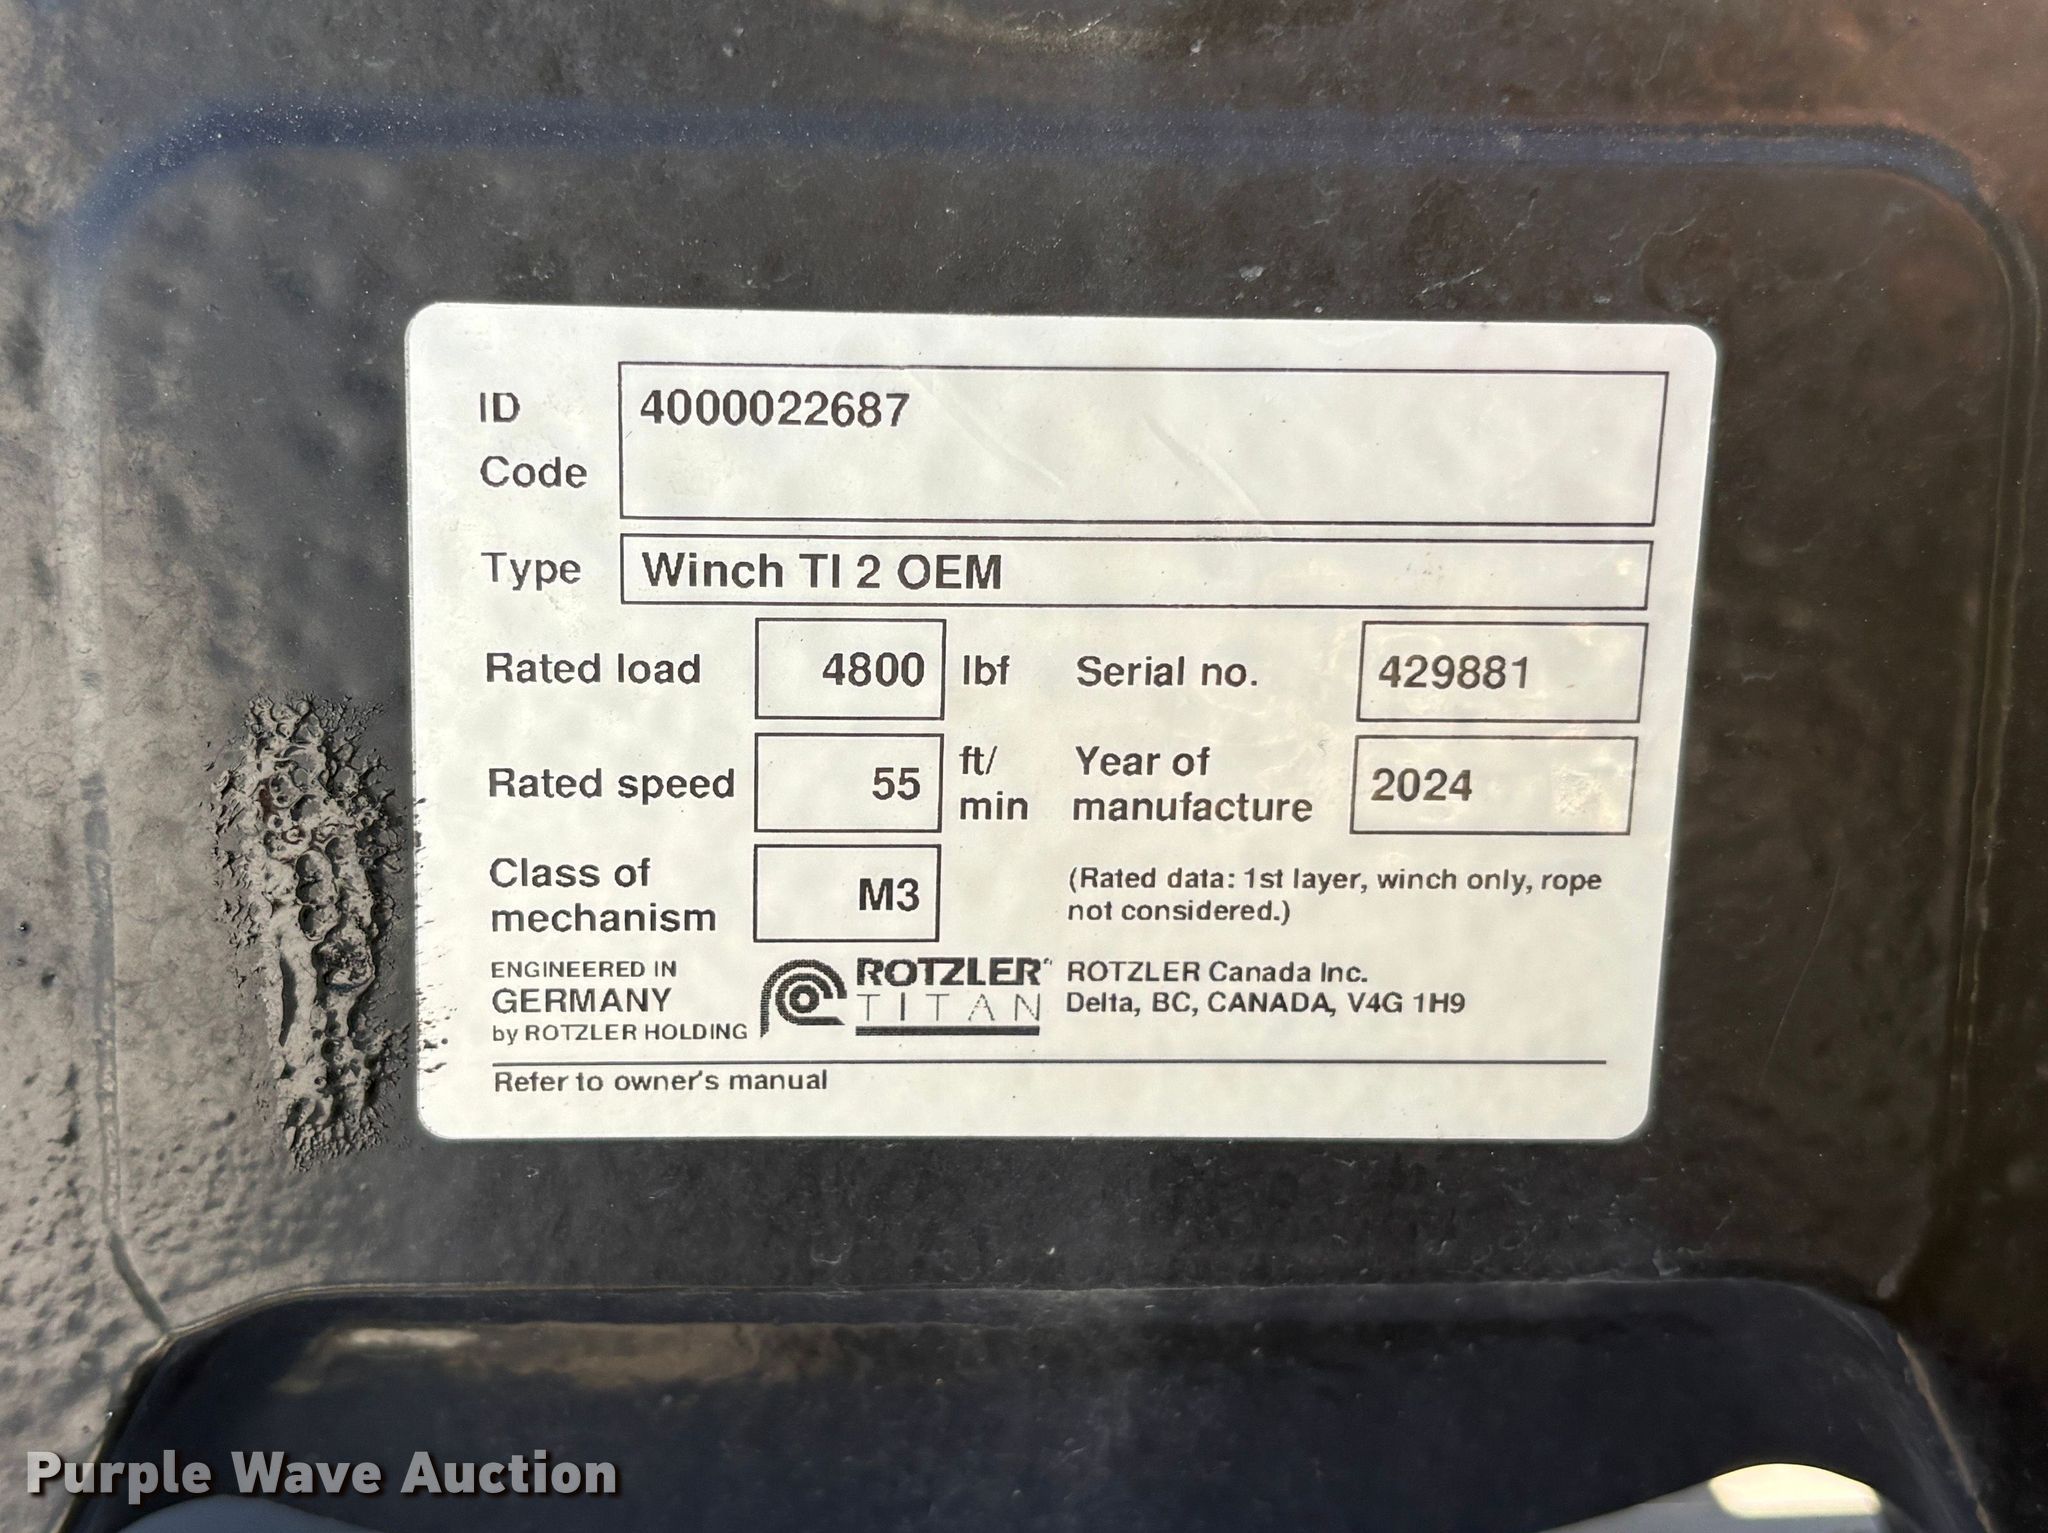 ID
Code
4000022687
Type
Winch TI 2 OEM
Rated load 4800 lbf
Serial no. 429881
Rated speed 55 ft/
min
Year of
manufacture 2024
Class of
mechanism M3
(Rated data: 1st layer, winch only, rope
not considered.)
ENGINEERED IN
GERMANY
by ROTZLER HOLDING
ROTZLER
TITAN
ROTZLER Canada Inc.
Delta, BC, CANADA, V4G 1H9
Refer to owner's manual
Purple Wave Auction